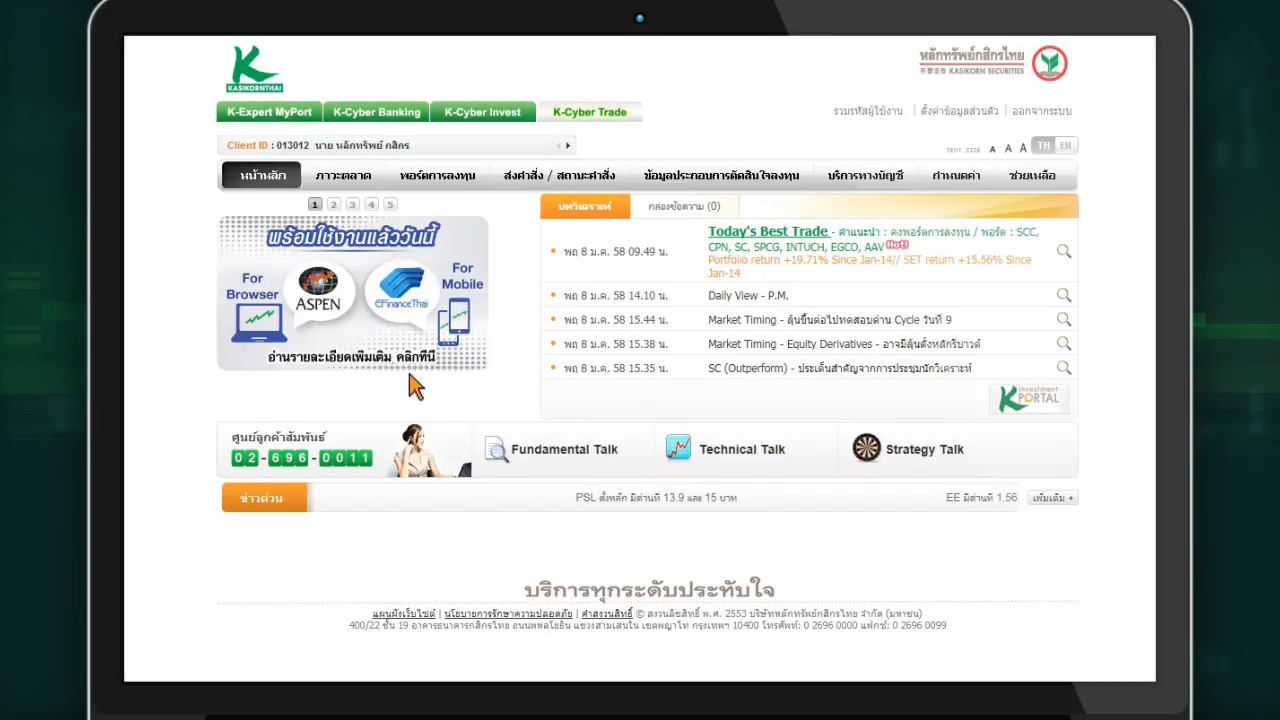 K
KASIKORNTHAI
หลักทรัพย์กสิกรไทย
KASIKORN SECURITIES
K-Expert MyPort
K-Cyber Banking
K-Cyber Invest
K-Cyber Trade
รวมรหัสผู้ใช้งาน | ตั้งค่าข้อมูลส่วนตัว | ออกจากระบบ
Client ID : 013012 นาย หลักทรัพย์ กสิกร
TEXT SIZE A A A TH EN
หน้าหลัก ภาวะตลาด พอร์ตการลงทุน ส่งคำสั่ง / สถานะคำสั่ง ข้อมูลประกอบการตัดสินใจลงทุน บริการทางบัญชี กำหนดค่า ช่วยเหลือ
1 2 3 4 5
พร้อมใช้งานแล้ววันนี้
For Browser
ASPEN
EFinanceThai
For Mobile
อ่านรายละเอียดเพิ่มเติม คลิกที่นี่
บทวิเคราะห์ กล่องข้อความ (0)
พฤ 8 ม.ค. 58 09.49 น. Today's Best Trade - คำแนะนำ : คงพอร์ตการลงทุน / พอร์ต : SCC,
CPN, SC, SPCG, INTUCH, EGCO, AAV Hot!
Portfolio return +19.71% Since Jan-14// SET return +15.56% Since
Jan-14
พฤ 8 ม.ค. 58 14.10 น. Daily View - P.M.
พฤ 8 ม.ค. 58 15.44 น. Market Timing - ลุ้นขึ้นต่อไปทดสอบด่าน Cycle วันที่ 9
พฤ 8 ม.ค. 58 15.38 น. Market Timing - Equity Derivatives - อาจมีลุ้นตั้งหลักรีบาวด์
พฤ 8 ม.ค. 58 15.35 น. SC (Outperform) - ประเด็นสำคัญจากการประชุมนักวิเคราะห์
K Investment PORTAL
ศูนย์ลูกค้าสัมพันธ์
02-696-0011
Fundamental Talk
Technical Talk
Strategy Talk
ข่าวด่วน PSL ตั้งหลัก มีด่านที่ 13.9 และ 15 บาท EE มีด่านที่ 1.56 เพิ่มเติม +
บริการทุกระดับประทับใจ
แผนผังเว็บไซต์ | นโยบายการรักษาความปลอดภัย | คำสงวนสิทธิ์ © สงวนลิขสิทธิ์ พ.ศ. 2553 บริษัทหลักทรัพย์กสิกรไทย จำกัด (มหาชน)
400/22 ชั้น 19 อาคารธนาคารกสิกรไทย ถนนพหลโยธิน แขวงสามเสนใน เขตพญาไท กรุงเทพฯ 10400 โทรศัพท์: 0 2696 0000 แฟกซ์: 0 2696 0099